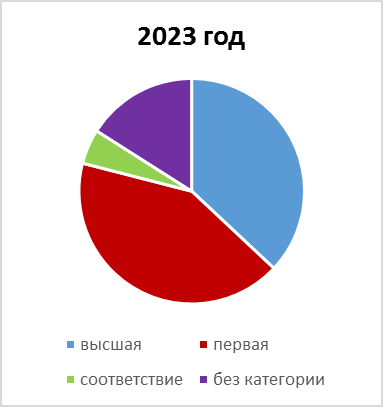 2023 год
высшая первая
соответствие без категории